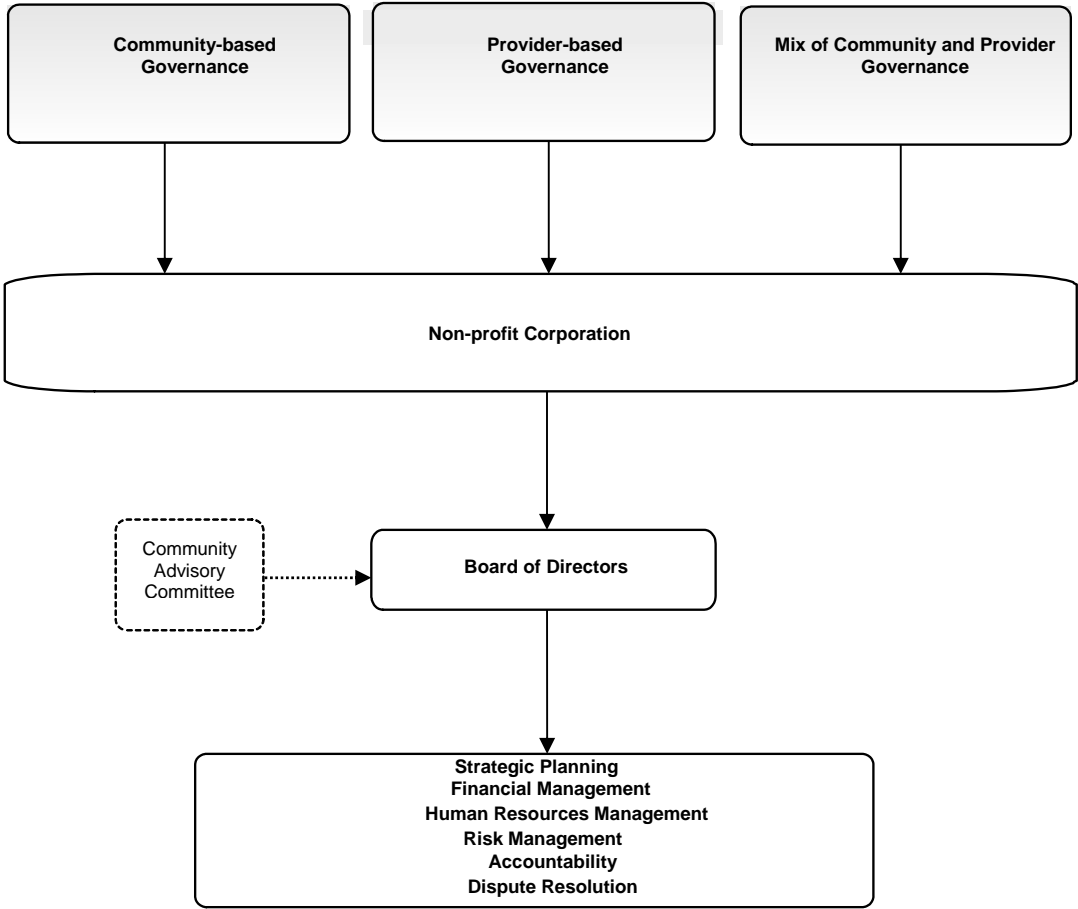 Community-based
Governance
Provider-based
Governance
Mix of Community and Provider
Governance
Non-profit Corporation
Community
Advisory
Committee
Board of Directors
Strategic Planning
Financial Management
Human Resources Management
Risk Management
Accountability
Dispute Resolution